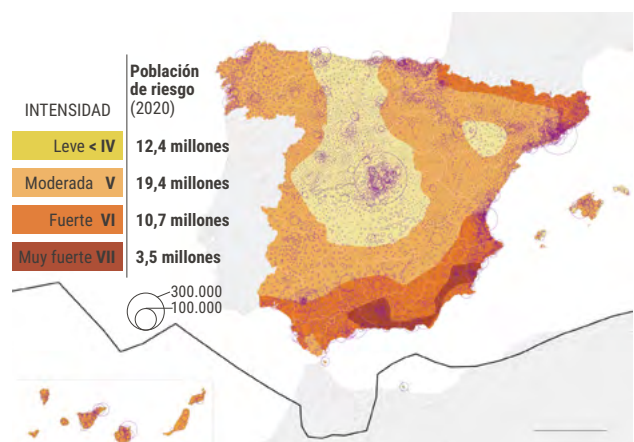 Población
de riesgo
(2020)
INTENSIDAD
Leve < IV 12,4 millones
Moderada V 19,4 millones
Fuerte VI 10,7 millones
Muy fuerte VII 3,5 millones
300.000
100.000